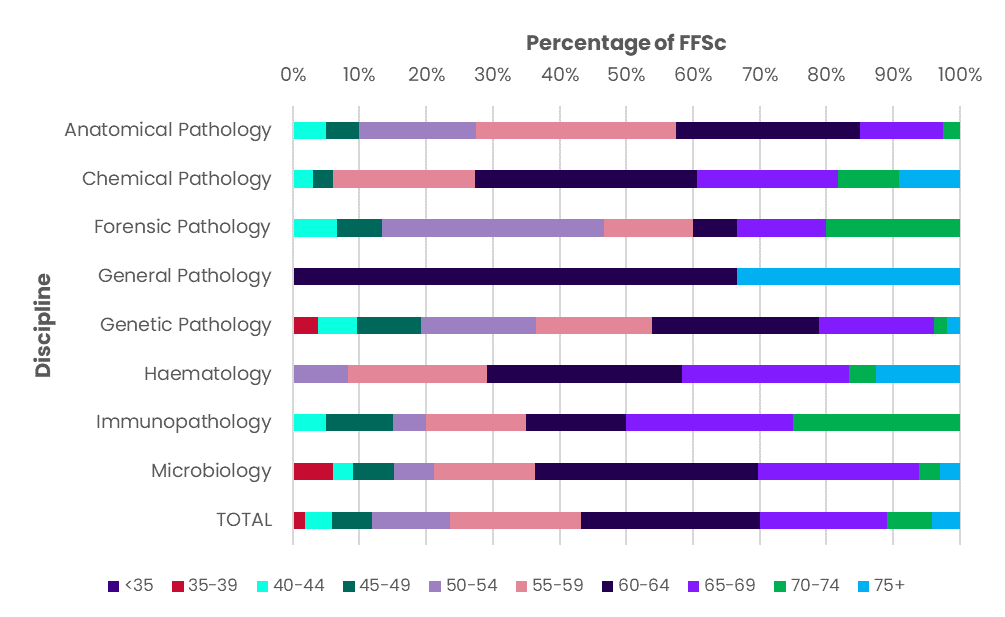 Percentage of FFSc
0% 10% 20% 30% 40% 50% 60% 70% 80% 90% 100%
Discipline
Anatomical Pathology
Chemical Pathology
Forensic Pathology
General Pathology
Genetic Pathology
Haematology
Immunopathology
Microbiology
TOTAL
<35 35-39 40-44 45-49 50-54 55-59 60-64 65-69 70-74 75+